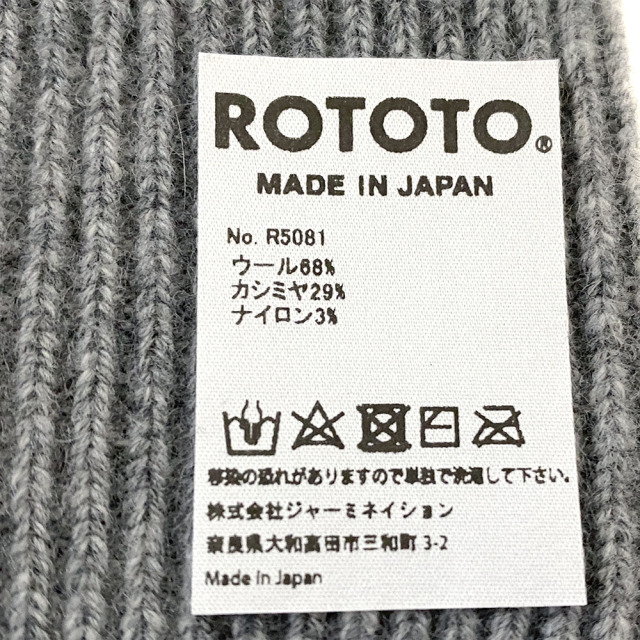 ROTOTO®
MADE IN JAPAN
No. R5081
ウール68%
カシミヤ29%
ナイロン3%
移染の恐れがありますので単独で洗濯して下さい。
株式会社ジャーミネイション
奈良県大和高田市三和町3-2
Made In Japan